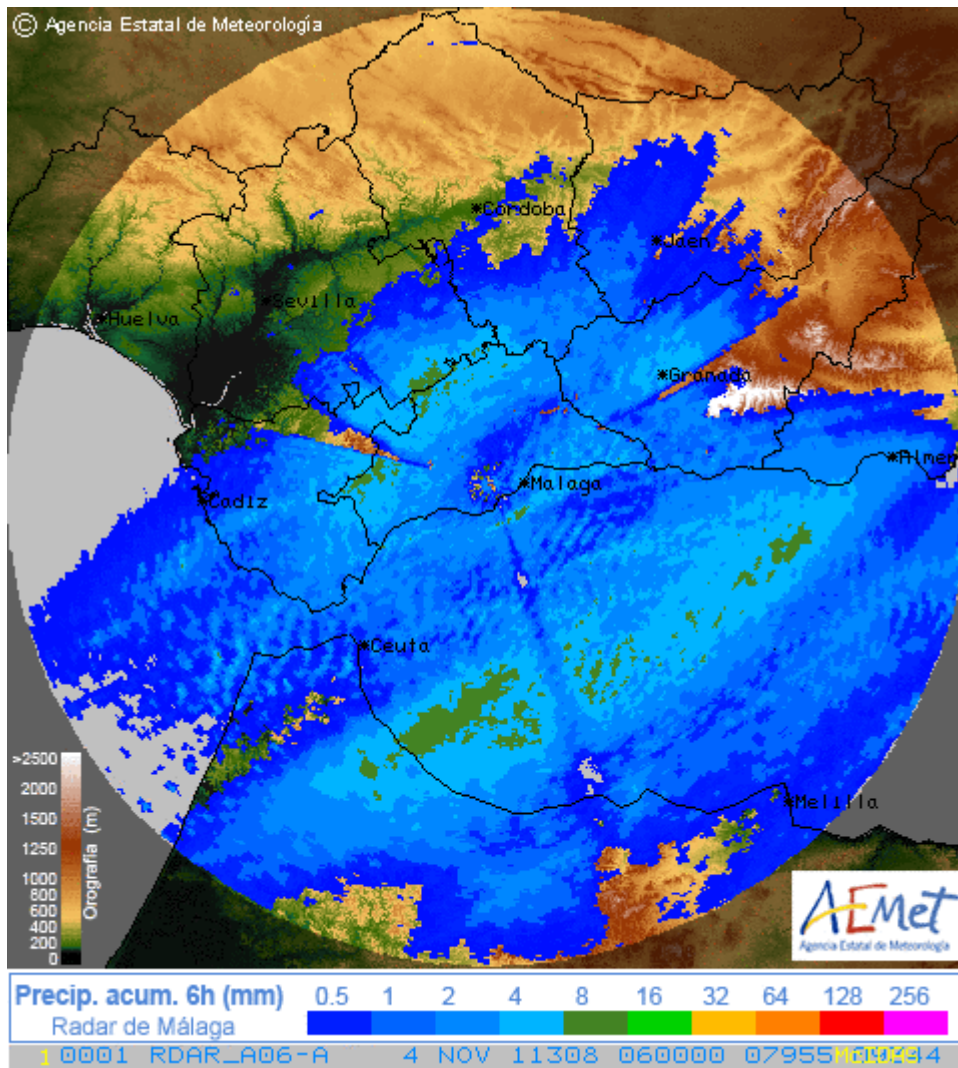 © Agencia Estatal de Meteorología
*Córdoba
*Jaen
*Sevilla
*Huelva
*Granada
*Almer
*Malaga
*Cadiz
*Ceuta
*Melilla
>2500
2000
1500
1250
1000
800
600
400
200
0
Orografía (m)
AEMet
Agencia Estatal de Meteorología
Precip. acum. 6h (mm) 0.5 1 2 4 8 16 32 64 128 256
Radar de Málaga
1 0001 RDAR_A06-A 4 NOV 11308 060000 07955